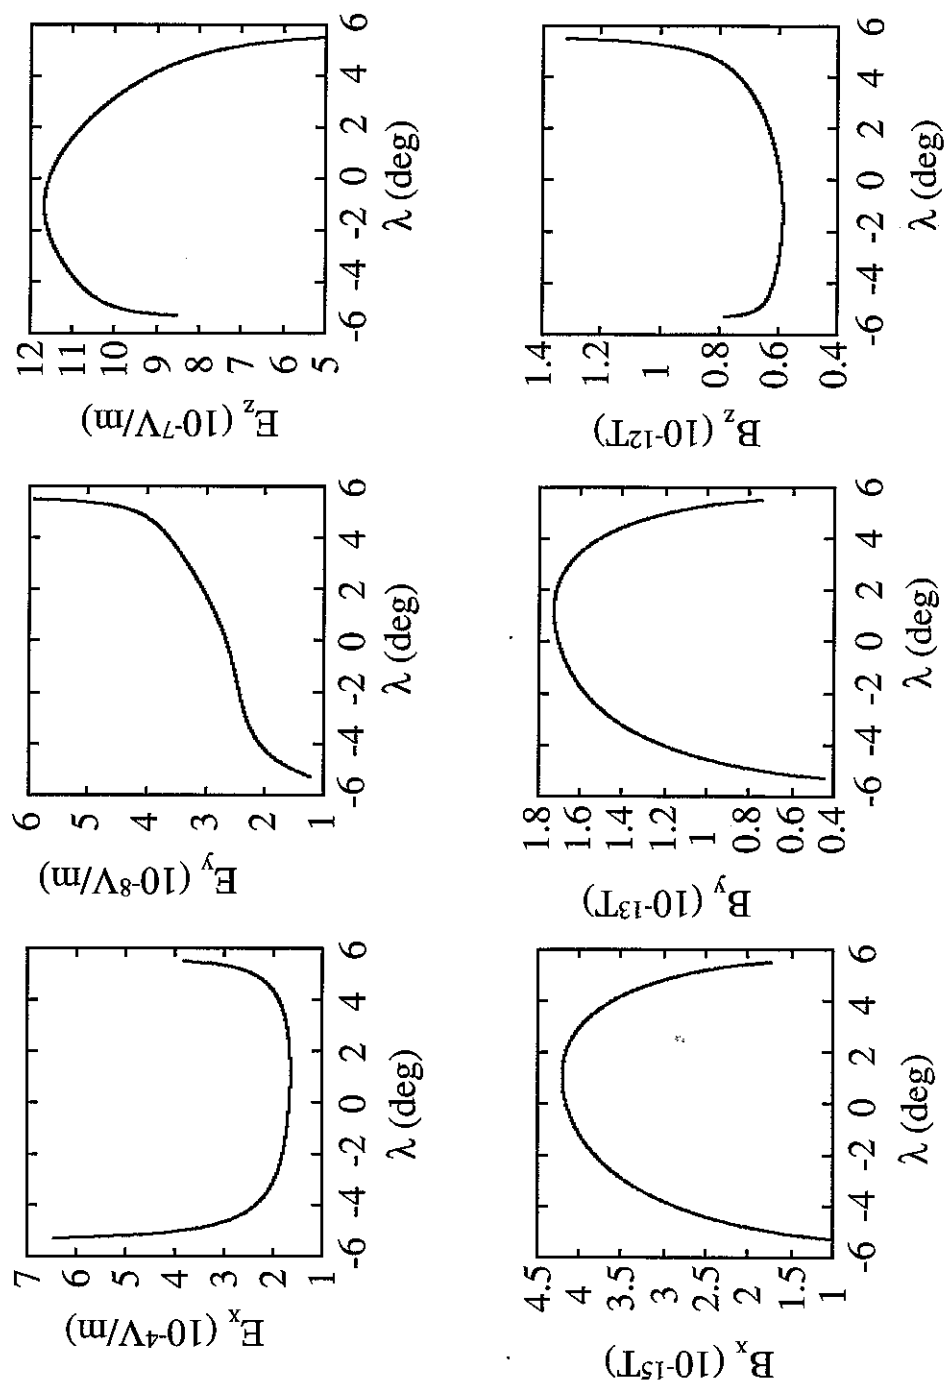 E_x (10^-4 V/m)
7
6
5
4
3
2
1
-6 -4 -2 0 2 4 6
λ (deg)
E_y (10^-8 V/m)
6
5
4
3
2
1
-6 -4 -2 0 2 4 6
λ (deg)
E_z (10^-7 V/m)
12
11
10
9
8
7
6
5
-6 -4 -2 0 2 4 6
λ (deg)
B_x (10^-15 T)
4.5
4
3.5
3
2.5
2
1.5
1
-6 -4 -2 0 2 4 6
λ (deg)
B_y (10^-13 T)
1.8
1.6
1.4
1.2
1
0.8
0.6
0.4
-6 -4 -2 0 2 4 6
λ (deg)
B_z (10^-12 T)
1.4
1.2
1
0.8
0.6
0.4
-6 -4 -2 0 2 4 6
λ (deg)